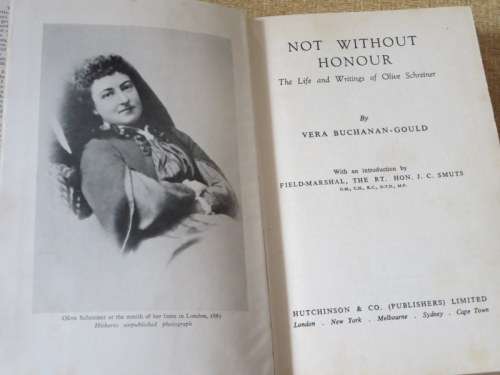 Olive Schreiner at the zenith of her fame in London, 1889
Hitherto unpublished photograph
NOT WITHOUT
HONOUR
The Life and Writings of Olive Schreiner
By
VERA BUCHANAN-GOULD
With an introduction by
FIELD-MARSHAL, THE RT. HON. J. C. SMUTS
HUTCHINSON & CO. (PUBLISHERS) LIMITED
London . New York . Melbourne . Sydney . Cape Town